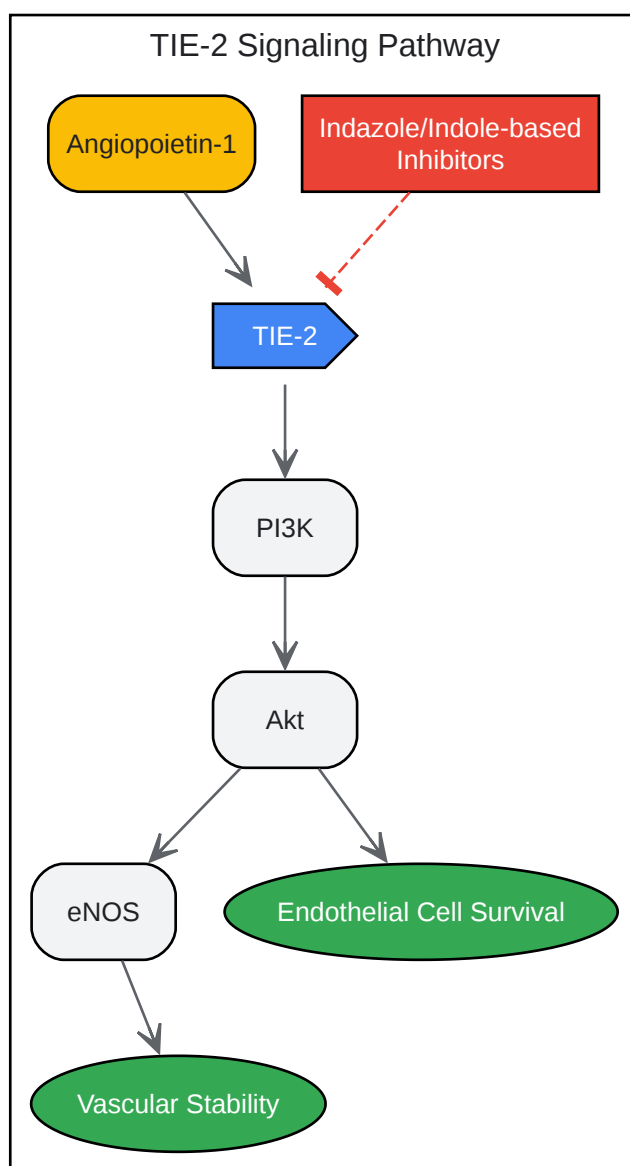 TIE-2 Signaling Pathway
Angiopoietin-1
Indazole/Indole-based
Inhibitors
TIE-2
PI3K
Akt
eNOS
Endothelial Cell Survival
Vascular Stability